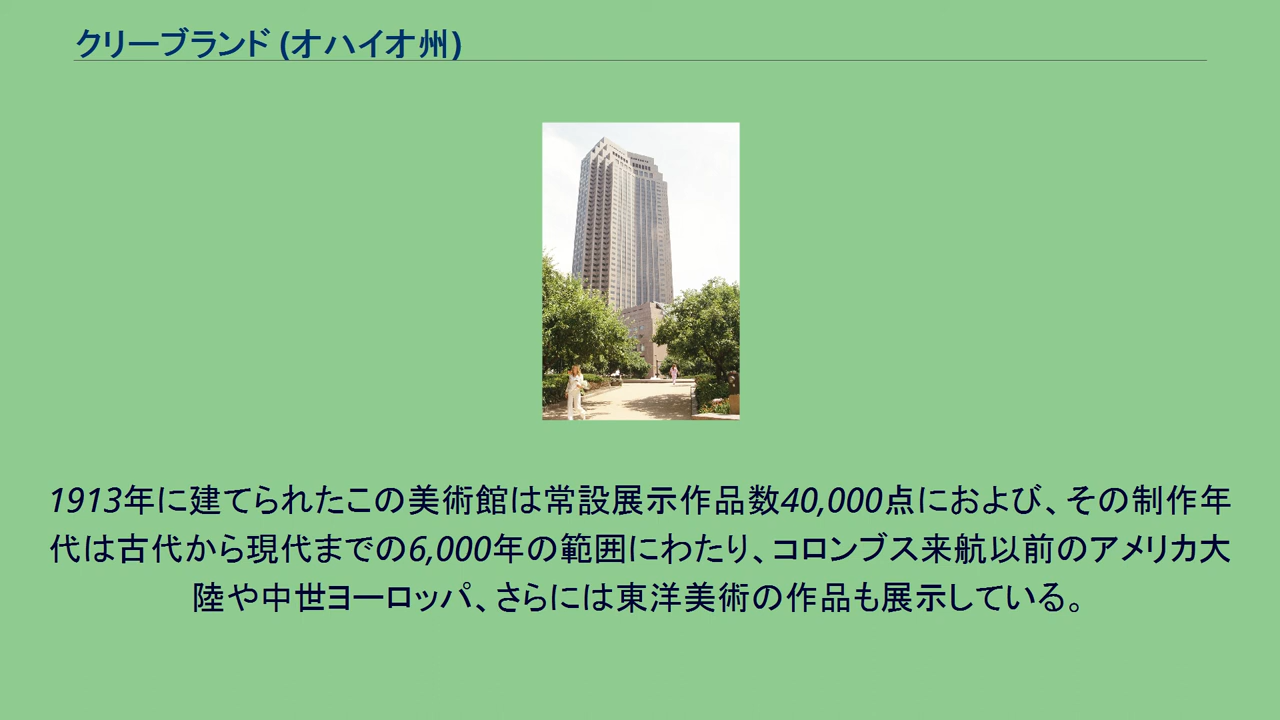 クリーブランド (オハイオ州)
1913年に建てられたこの美術館は常設展示作品数40,000点におよび、その制作年
代は古代から現代までの6,000年の範囲にわたり、コロンブス来航以前のアメリカ大
陸や中世ヨーロッパ、さらには東洋美術の作品も展示している。